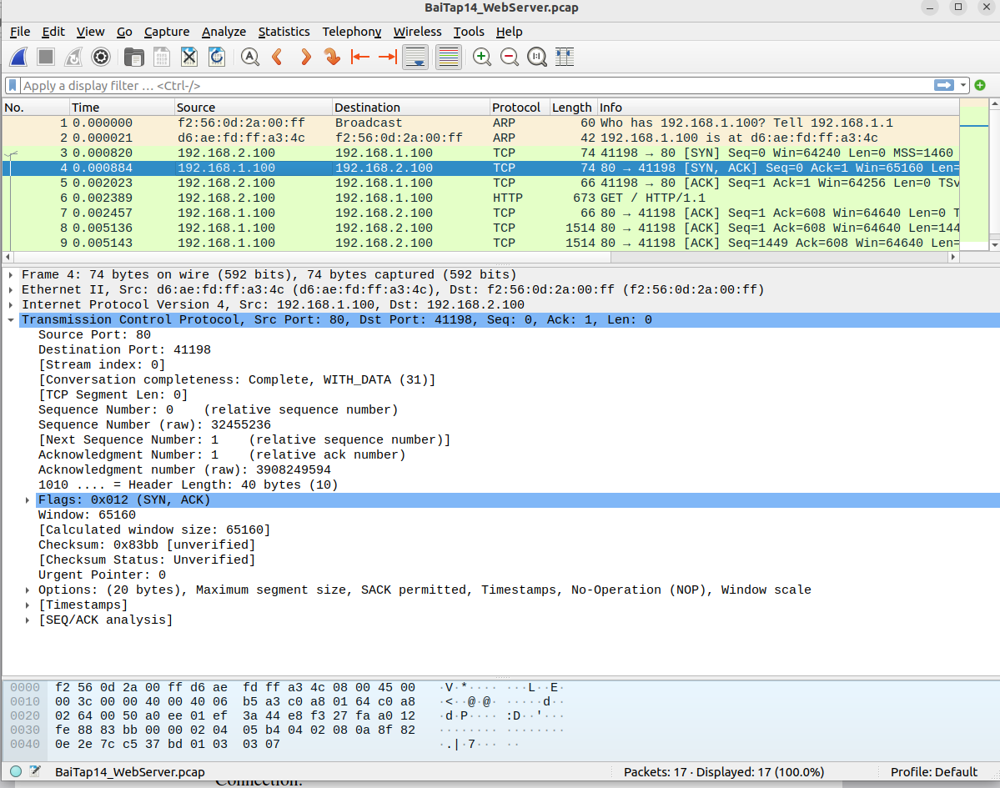 BaiTap14_WebServer.pcap
File Edit View Go Capture Analyze Statistics Telephony Wireless Tools Help
Apply a display filter ... <Ctrl-/>
No. Time Source Destination Protocol Length Info
1 0.000000 f2:56:0d:2a:00:ff Broadcast ARP 60 Who has 192.168.1.100? Tell 192.168.1.1
2 0.000021 d6:ae:fd:ff:a3:4c f2:56:0d:2a:00:ff ARP 42 192.168.1.100 is at d6:ae:fd:ff:a3:4c
3 0.000820 192.168.2.100 192.168.1.100 TCP 74 41198 → 80 [SYN] Seq=0 Win=64240 Len=0 MSS=1460
4 0.000884 192.168.1.100 192.168.2.100 TCP 74 80 → 41198 [SYN, ACK] Seq=0 Ack=1 Win=65160 Len=
5 0.002023 192.168.2.100 192.168.1.100 TCP 66 41198 → 80 [ACK] Seq=1 Ack=1 Win=64256 Len=0 TSv
6 0.002389 192.168.2.100 192.168.1.100 HTTP 673 GET / HTTP/1.1
7 0.002457 192.168.1.100 192.168.2.100 TCP 66 80 → 41198 [ACK] Seq=1 Ack=608 Win=64640 Len=0 T
8 0.005136 192.168.1.100 192.168.2.100 TCP 1514 80 → 41198 [ACK] Seq=1 Ack=608 Win=64640 Len=144
9 0.005143 192.168.1.100 192.168.2.100 TCP 1514 80 → 41198 [ACK] Seq=1449 Ack=608 Win=64640 Len=
Frame 4: 74 bytes on wire (592 bits), 74 bytes captured (592 bits)
Ethernet II, Src: d6:ae:fd:ff:a3:4c (d6:ae:fd:ff:a3:4c), Dst: f2:56:0d:2a:00:ff (f2:56:0d:2a:00:ff)
Internet Protocol Version 4, Src: 192.168.1.100, Dst: 192.168.2.100
Transmission Control Protocol, Src Port: 80, Dst Port: 41198, Seq: 0, Ack: 1, Len: 0
Source Port: 80
Destination Port: 41198
[Stream index: 0]
[Conversation completeness: Complete, WITH_DATA (31)]
[TCP Segment Len: 0]
Sequence Number: 0 (relative sequence number)
Sequence Number (raw): 32455236
[Next Sequence Number: 1 (relative sequence number)]
Acknowledgment Number: 1 (relative ack number)
Acknowledgment number (raw): 3908249594
1010 .... = Header Length: 40 bytes (10)
Flags: 0x012 (SYN, ACK)
Window: 65160
[Calculated window size: 65160]
Checksum: 0x83bb [unverified]
[Checksum Status: Unverified]
Urgent Pointer: 0
Options: (20 bytes), Maximum segment size, SACK permitted, Timestamps, No-Operation (NOP), Window scale
[Timestamps]
[SEQ/ACK analysis]
0000 f2 56 0d 2a 00 ff d6 ae fd ff a3 4c 08 00 45 00 ·V·*···· ···L··E·
0010 00 3c 00 00 40 00 40 06 b5 a3 c0 a8 01 64 c0 a8 ·<··@·@· ·····d··
0020 02 64 00 50 a0 ee 01 ef 3a 44 e8 f3 27 fa a0 12 ·d·P···· :D··'···
0030 fe 88 83 bb 00 00 02 04 05 b4 04 02 08 0a 8f 82 ········ ········
0040 0e 2e 7c c5 37 bd 01 03 03 07 ·.|·7··· ··
BaiTap14_WebServer.pcap Packets: 17 · Displayed: 17 (100.0%) Profile: Default
Connection: